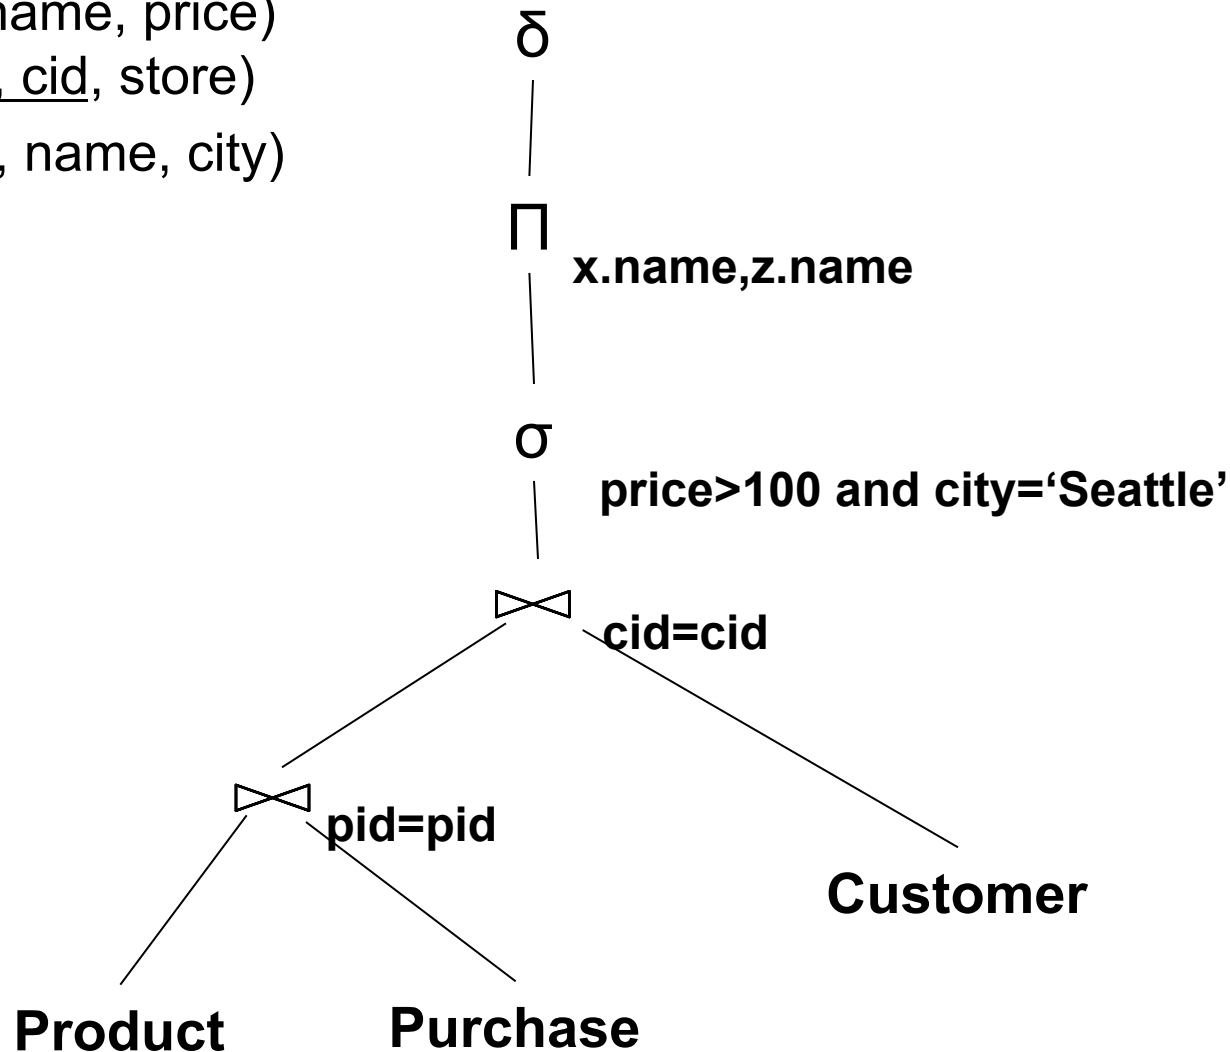 name, price)
, cid, store)
, name, city)
δ
Π
x.name,z.name
σ
price>100 and city=‘Seattle’
⋈
cid=cid
⋈
pid=pid
Customer
Product
Purchase